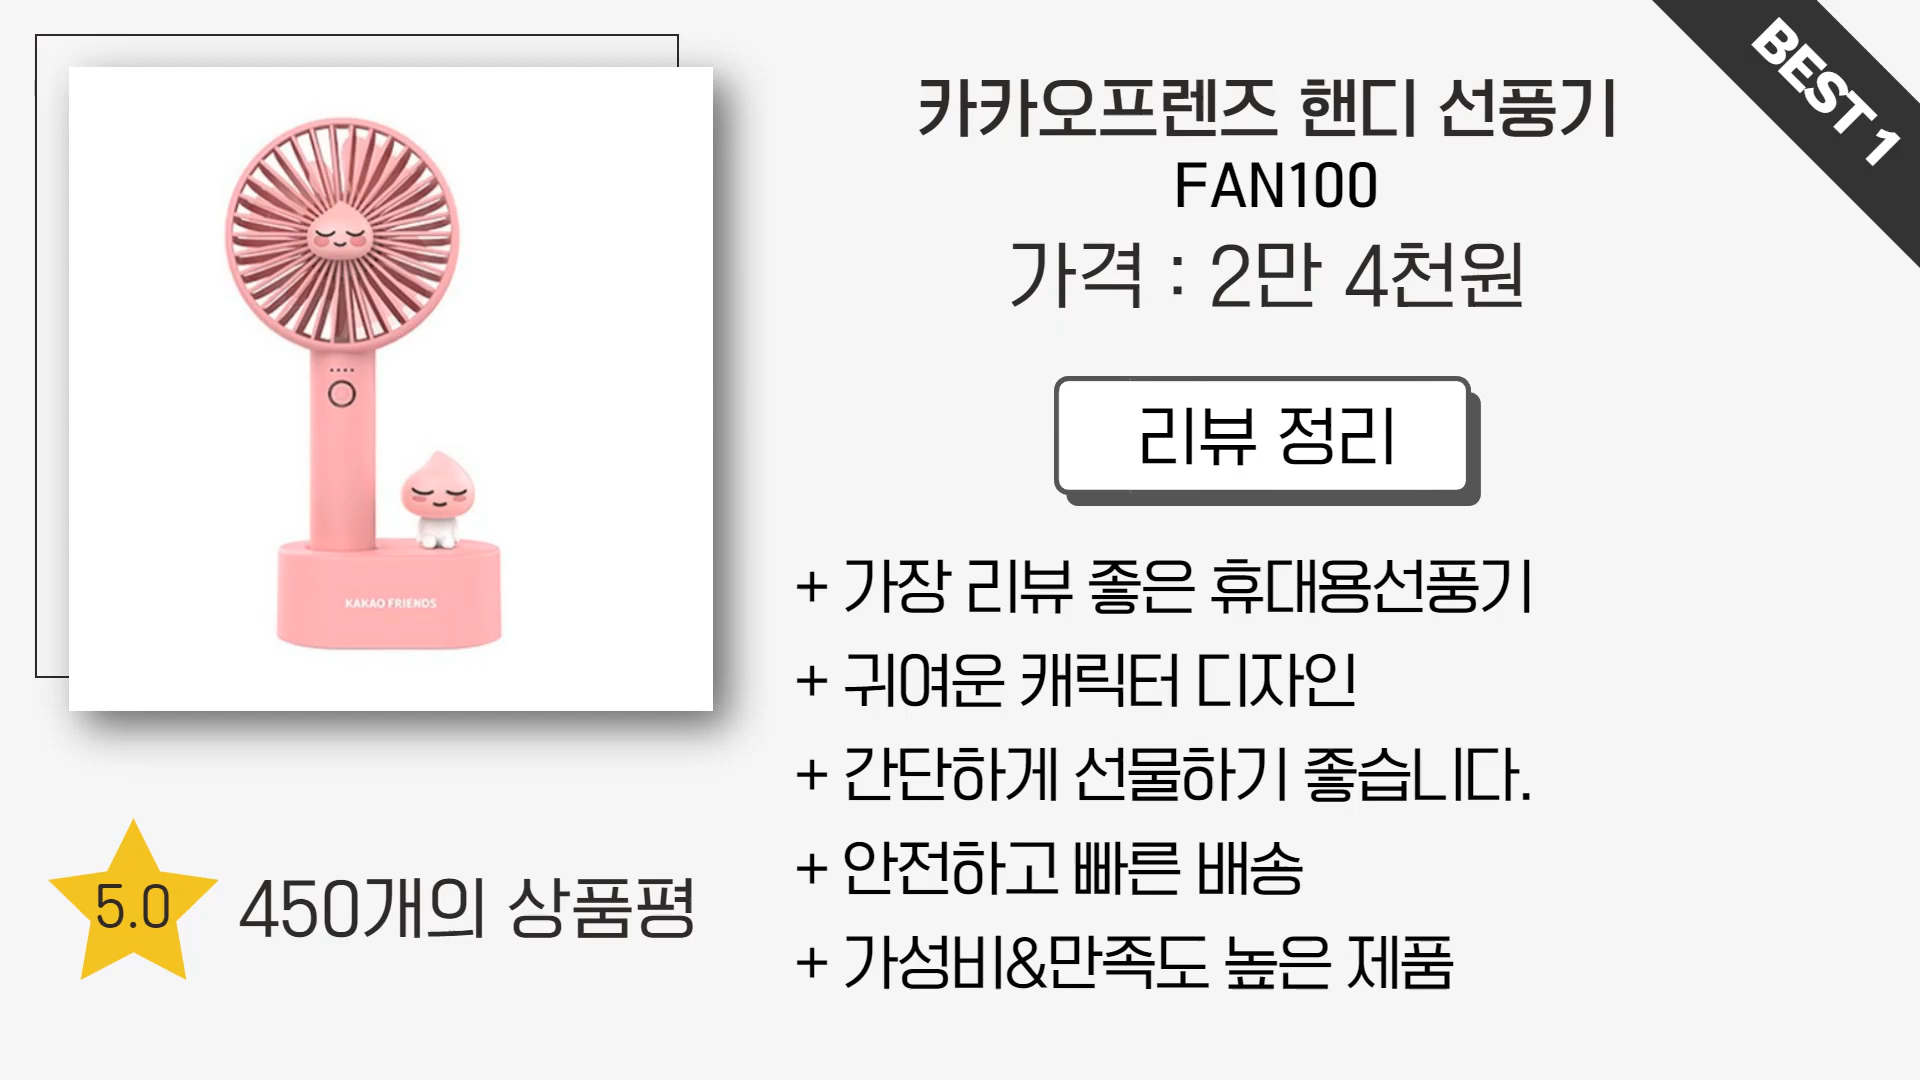 BEST 1
카카오프렌즈 핸디 선풍기
FAN100
가격 : 2만 4천원
KAKAO FRIENDS
리뷰 정리
+ 가장 리뷰 좋은 휴대용선풍기
+ 귀여운 캐릭터 디자인
+ 간단하게 선물하기 좋습니다.
+ 안전하고 빠른 배송
+ 가성비&만족도 높은 제품
5.0
450개의 상품평